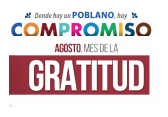 Donde hay un POBLANO, hay
COMPROMISO
AGOSTO, MES DE LA
GRATITUD